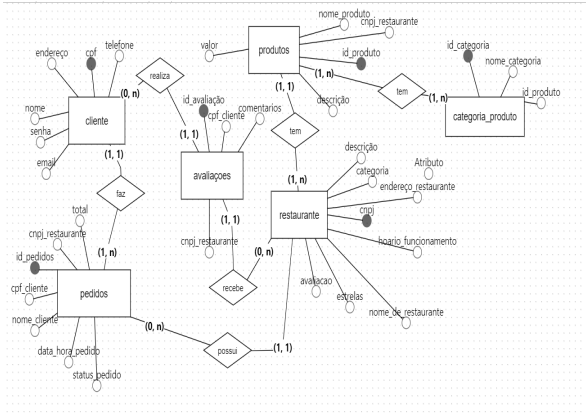 nome_produto
cnpj_restaurante
valor
produtos
id_produto
id_categoria
nome_categoria
id_produto
categoria_produto
(1, n)
tem
(1, n)
descrição
(1, 1)
tem
(1, n)
endereço
cpf
telefone
nome
senha
email
cliente
(0, n)
realiza
(1, 1)
id_avaliação
cpf_cliente
comentarios
avaliaçoes
cnpj_restaurante
(1, 1)
recebe
(0, n)
(1, 1)
faz
(1, n)
descrição
categoria
Atributo
endereço_restaurante
cnpj
hoario_funcionamento
restaurante
avaliacao
estrelas
nome_de_restaurante
total
cnpj_restaurante
id_pedidos
cpf_cliente
nome_cliente
data_hora_pedido
status_pedido
pedidos
(0, n)
possui
(1, 1)